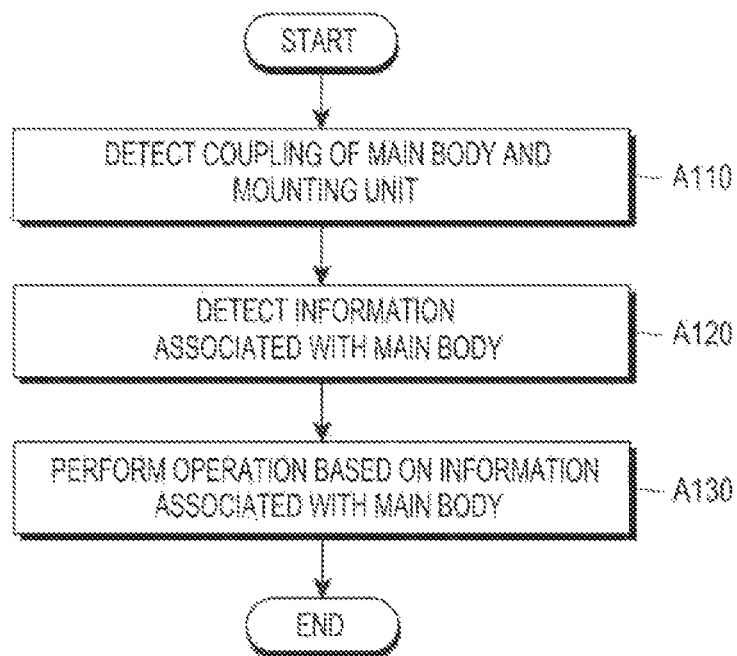 START
DETECT COUPLING OF MAIN BODY AND
MOUNTING UNIT
A110
DETECT INFORMATION
ASSOCIATED WITH MAIN BODY
A120
PERFORM OPERATION BASED ON INFORMATION
ASSOCIATED WITH MAIN BODY
A130
END